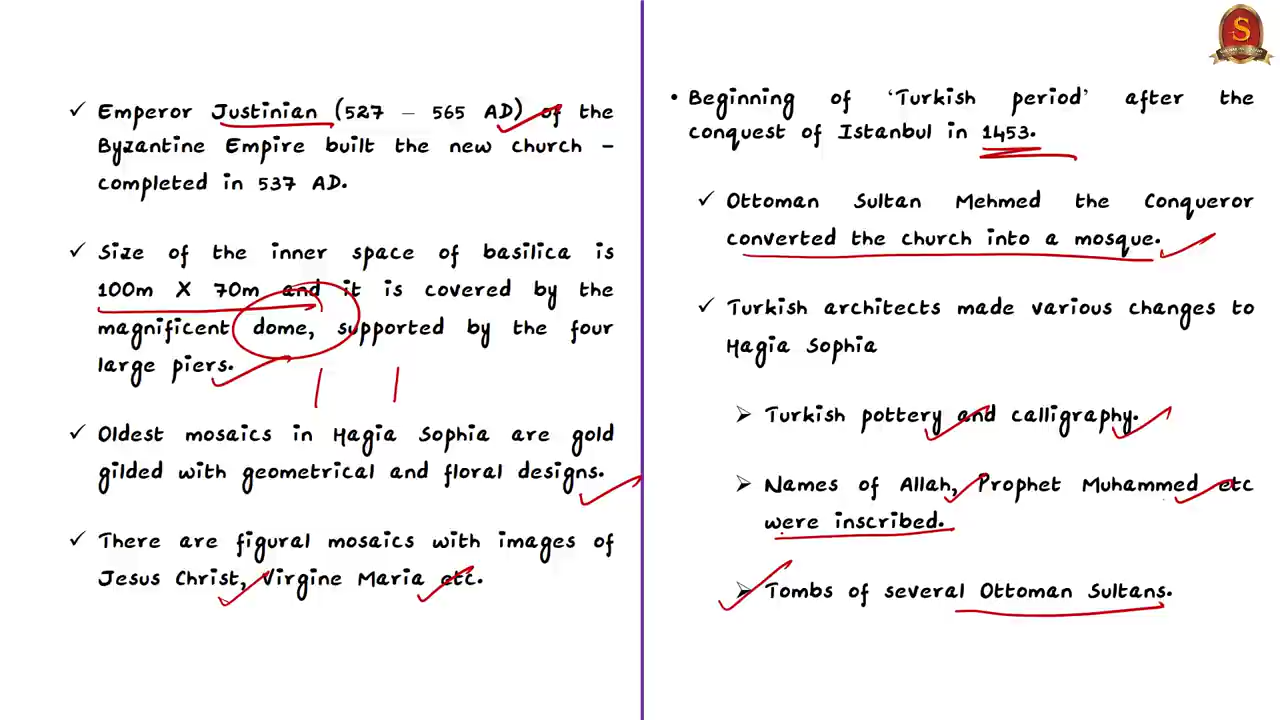 ✓ Emperor Justinian (527 – 565 AD) of the
Byzantine Empire built the new church –
completed in 537 AD.
✓ Size of the inner space of basilica is
100m X 70m and it is covered by the
magnificent dome, supported by the four
large piers.
✓ Oldest mosaics in Hagia Sophia are gold
gilded with geometrical and floral designs.
✓ There are figural mosaics with images of
Jesus Christ, Virgine Maria etc.
• Beginning of ‘Turkish period’ after the
conquest of Istanbul in 1453.
✓ Ottoman Sultan Mehmed the Conqueror
converted the church into a mosque.
✓ Turkish architects made various changes to
Hagia Sophia
➢ Turkish pottery and calligraphy.
➢ Names of Allah, Prophet Muhammed etc
were inscribed.
➢ Tombs of several Ottoman Sultans.
S